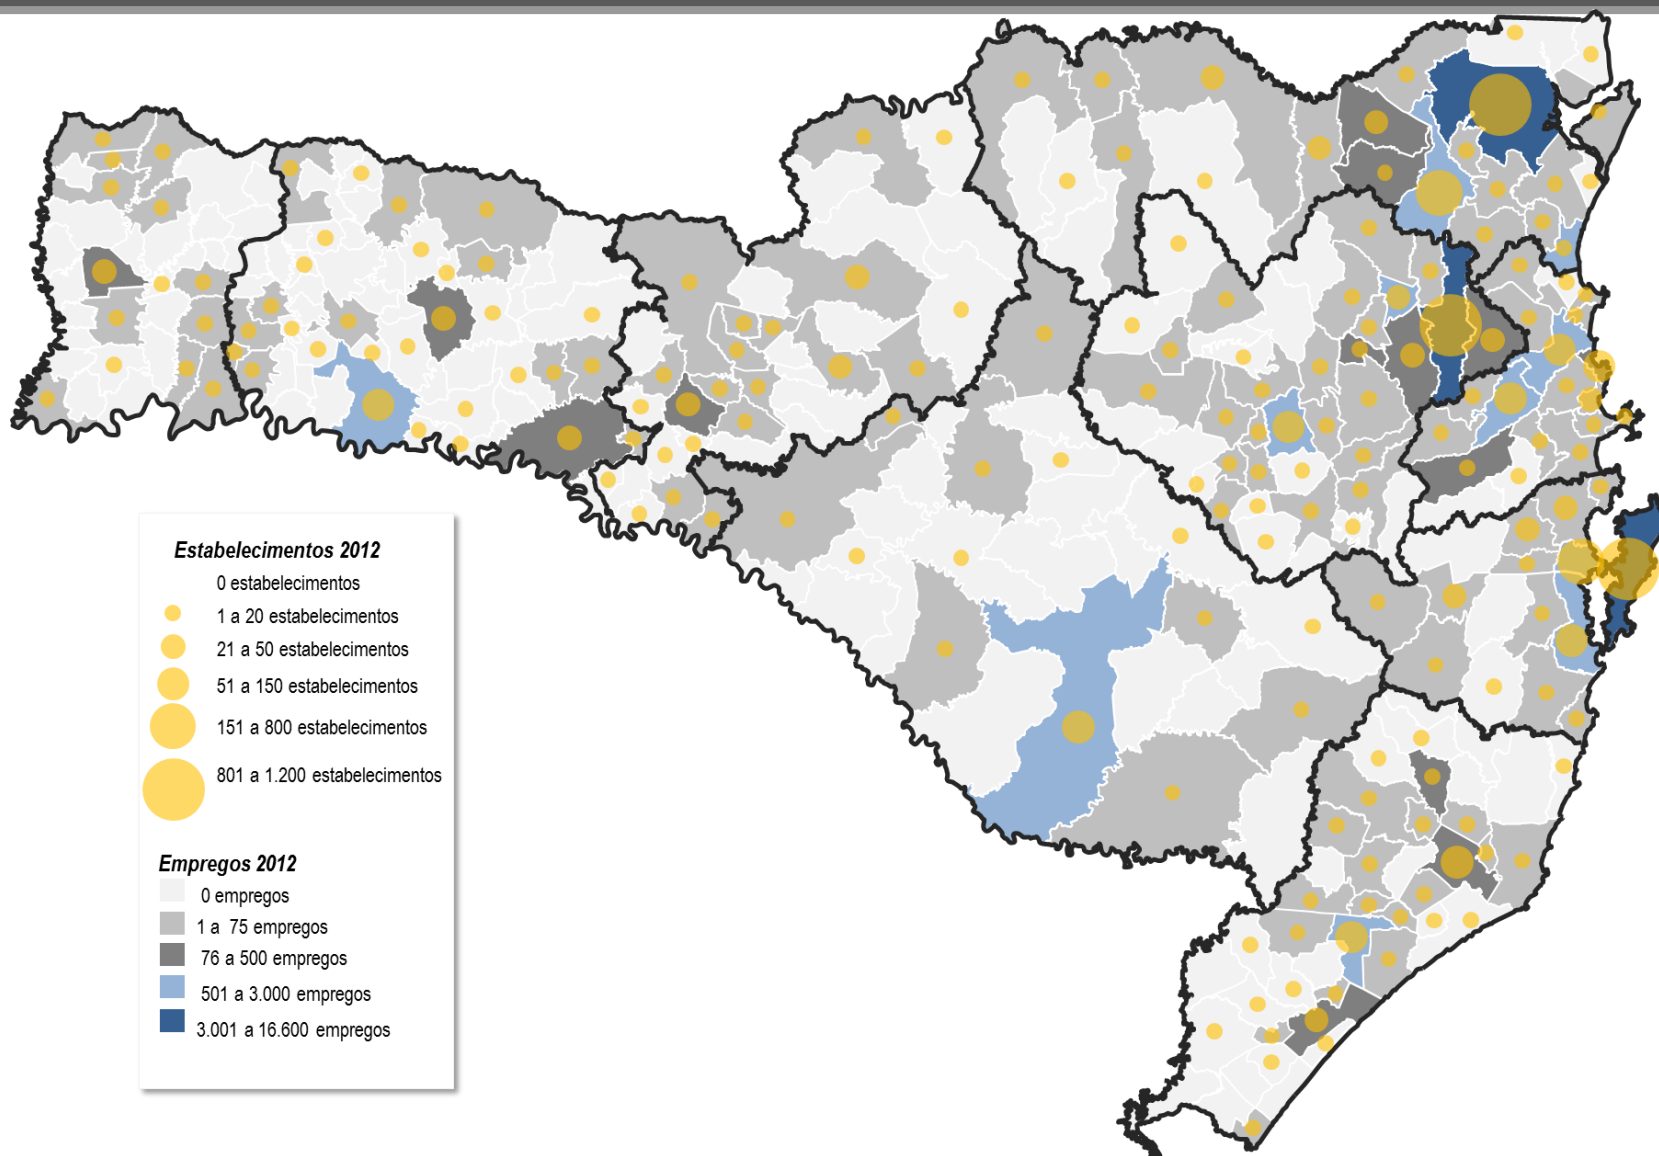 Estabelecimentos 2012
0 estabelecimentos
1 a 20 estabelecimentos
21 a 50 estabelecimentos
51 a 150 estabelecimentos
151 a 800 estabelecimentos
801 a 1.200 estabelecimentos
Empregos 2012
0 empregos
1 a 75 empregos
76 a 500 empregos
501 a 3.000 empregos
3.001 a 16.600 empregos